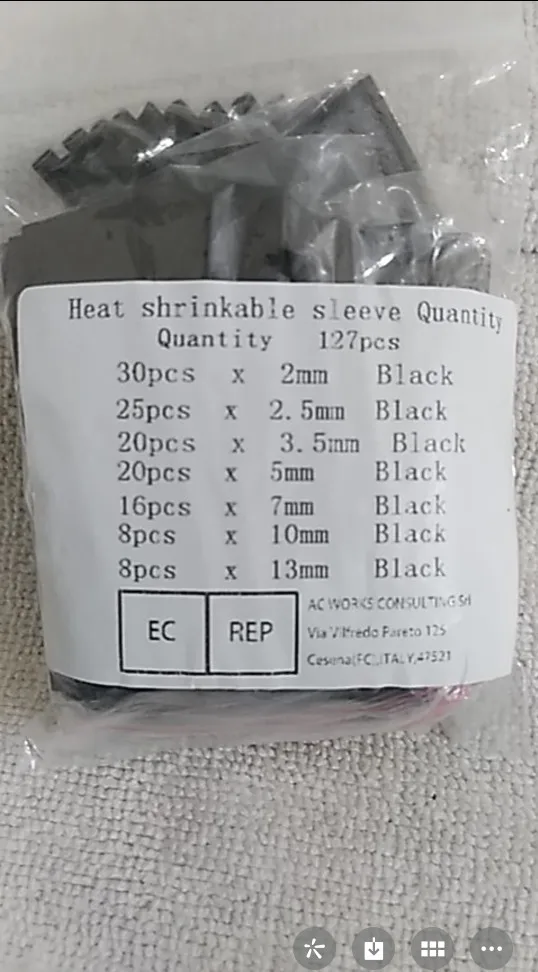 Heat shrinkable sleeve Quantity
Quantity 127pcs
30pcs x 2mm Black
25pcs x 2.5mm Black
20pcs x 3.5mm Black
20pcs x 5mm Black
16pcs x 7mm Black
8pcs x 10mm Black
8pcs x 13mm Black
EC REP
AC WORKS CONSULTING Srl
Via Vilfredo Pareto 125
Cesena(FC),ITALY,47521